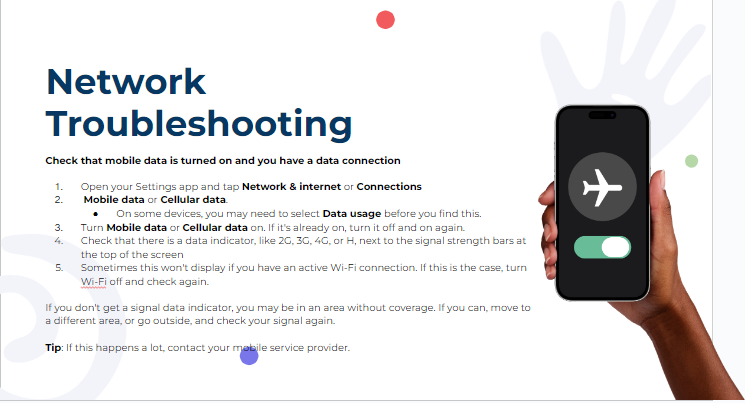 Network
Troubleshooting
Check that mobile data is turned on and you have a data connection
1. Open your Settings app and tap Network & internet or Connections
2. Mobile data or Cellular data.
● On some devices, you may need to select Data usage before you find this.
3. Turn Mobile data or Cellular data on. If it's already on, turn it off and on again.
4. Check that there is a data indicator, like 2G, 3G, 4G, or H, next to the signal strength bars at
the top of the screen
5. Sometimes this won't display if you have an active Wi-Fi connection. If this is the case, turn
Wi-Fi off and check again.
If you don't get a signal data indicator, you may be in an area without coverage. If you can, move to
a different area, or go outside, and check your signal again.
Tip: If this happens a lot, contact your mobile service provider.